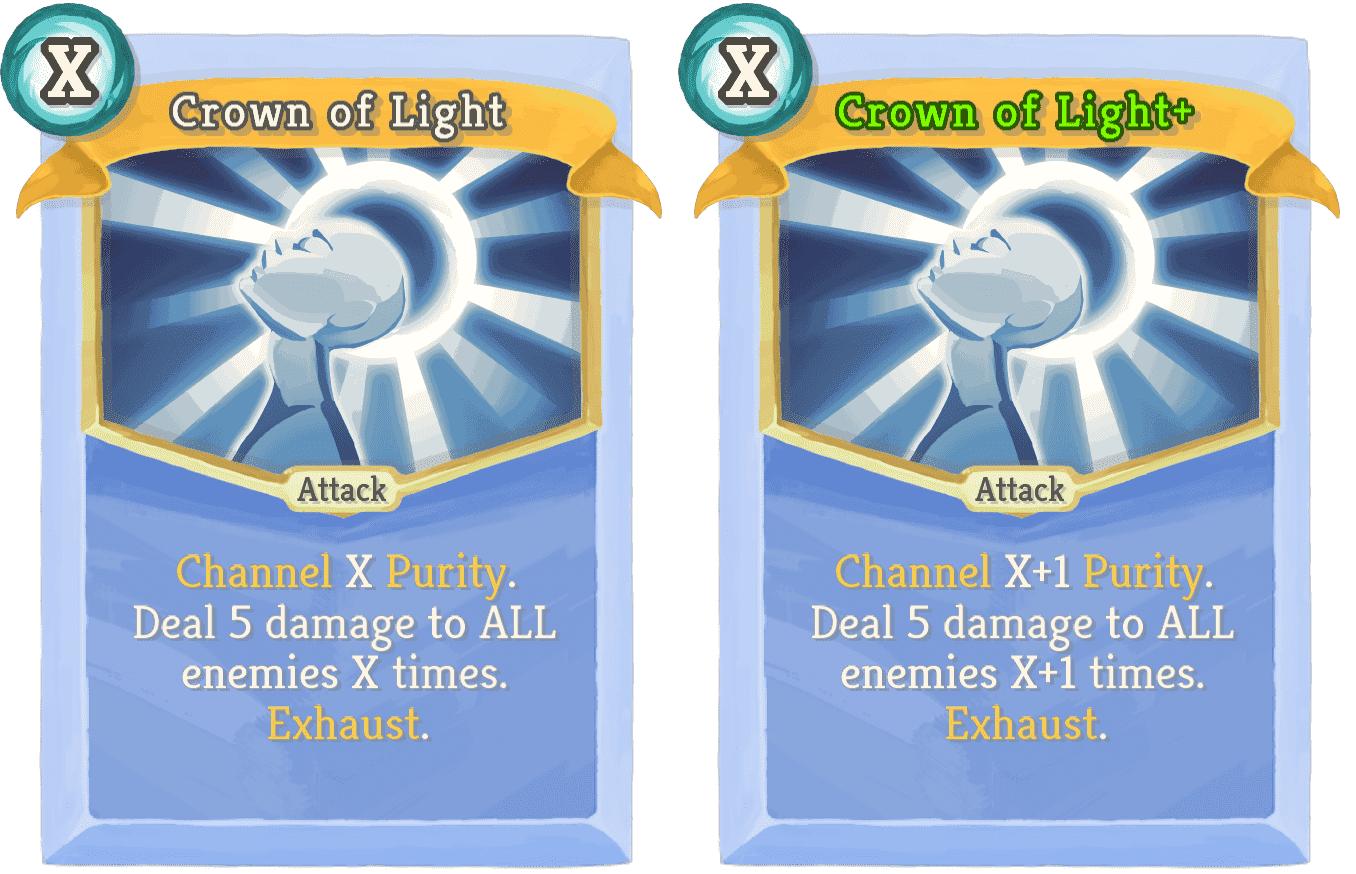 X
Crown of Light
Attack
Channel X Purity.
Deal 5 damage to ALL
enemies X times.
Exhaust.
X
Crown of Light+
Attack
Channel X+1 Purity.
Deal 5 damage to ALL
enemies X+1 times.
Exhaust.